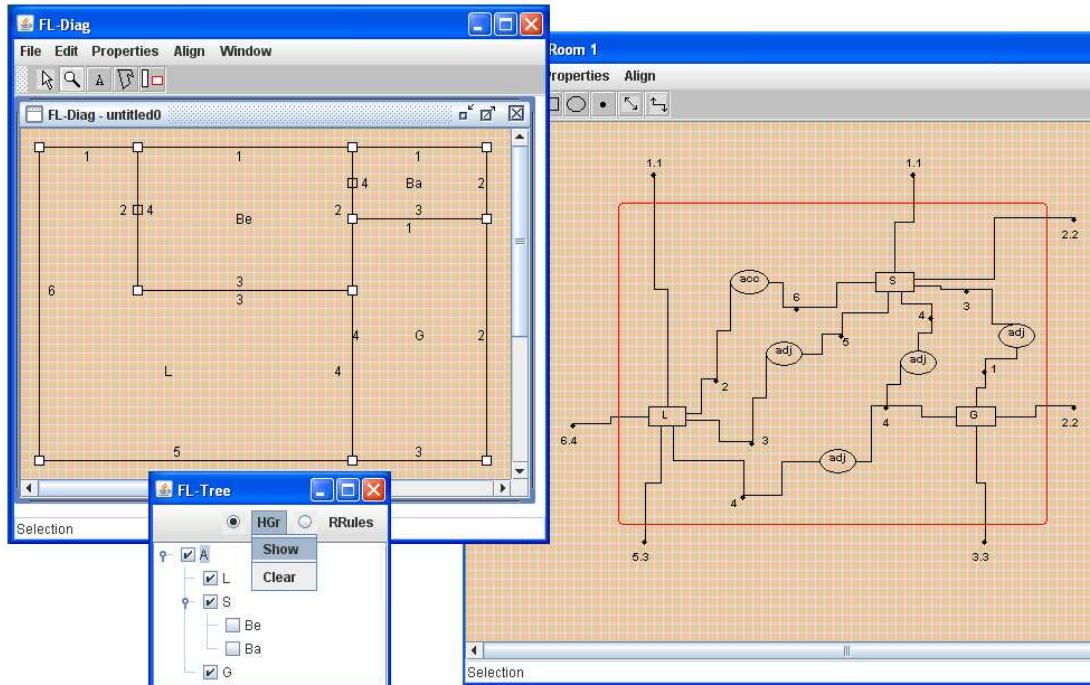 FL-Diag
File Edit Properties Align Window
A
FL-Diag - untitled0
1 1 1
4 Ba 2
2 4 Be 2 3
1
6 3
3
4 G 2
L 4
5 3
Selection
FL-Tree
HGr RRules
Show
Clear
A
L
S
Be
Ba
G
Room 1
Properties Align
1.1 1.1
2.2
acc S
6 3
4
adj 5 adj
adj 1
2
L 4 G 2.2
6.4 3
adj
4
5.3 3.3
Selection